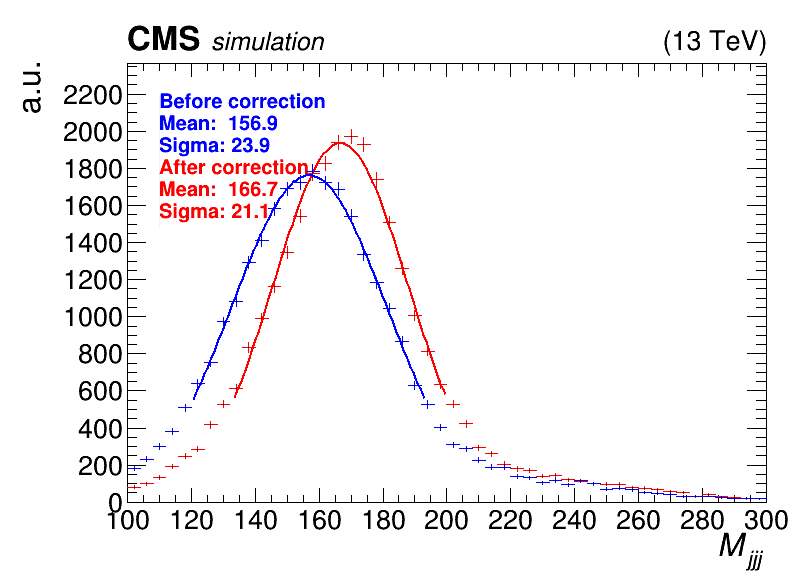 CMS simulation (13 TeV)
a.u.
2200
2000
1800
1600
1400
1200
1000
800
600
400
200
0
Before correction
Mean: 156.9
Sigma: 23.9
After correction
Mean: 166.7
Sigma: 21.1
100 120 140 160 180 200 220 240 260 280 300
M jjj